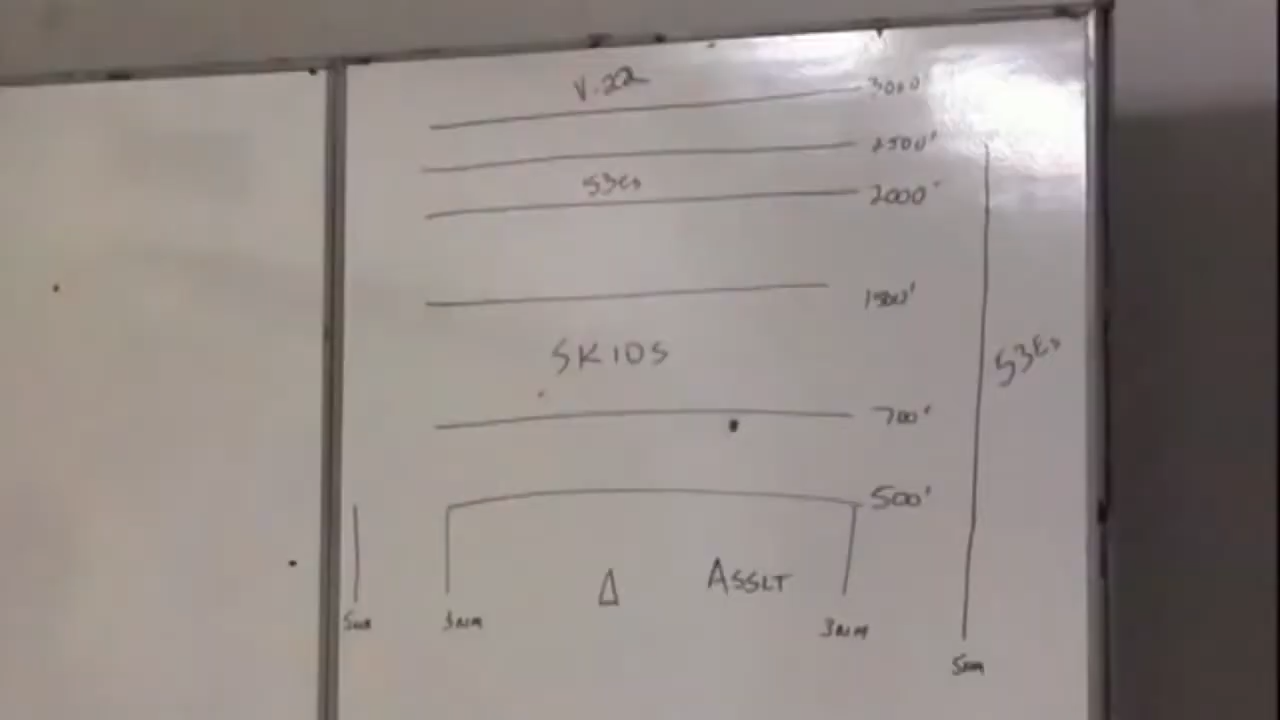 V-22
3000'
2500'
53Es
2000'
1500'
SKIDS
53Es
700'
500'
Δ ASSLT
5nm 3NM 3NM
5nm